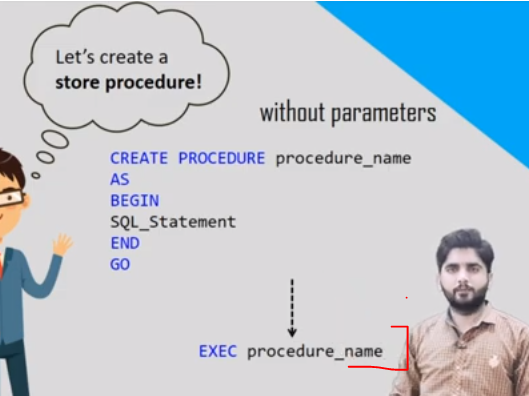 Let's create a
store procedure!
without parameters
CREATE PROCEDURE procedure_name
AS
BEGIN
SQL_Statement
END
GO
EXEC procedure_name